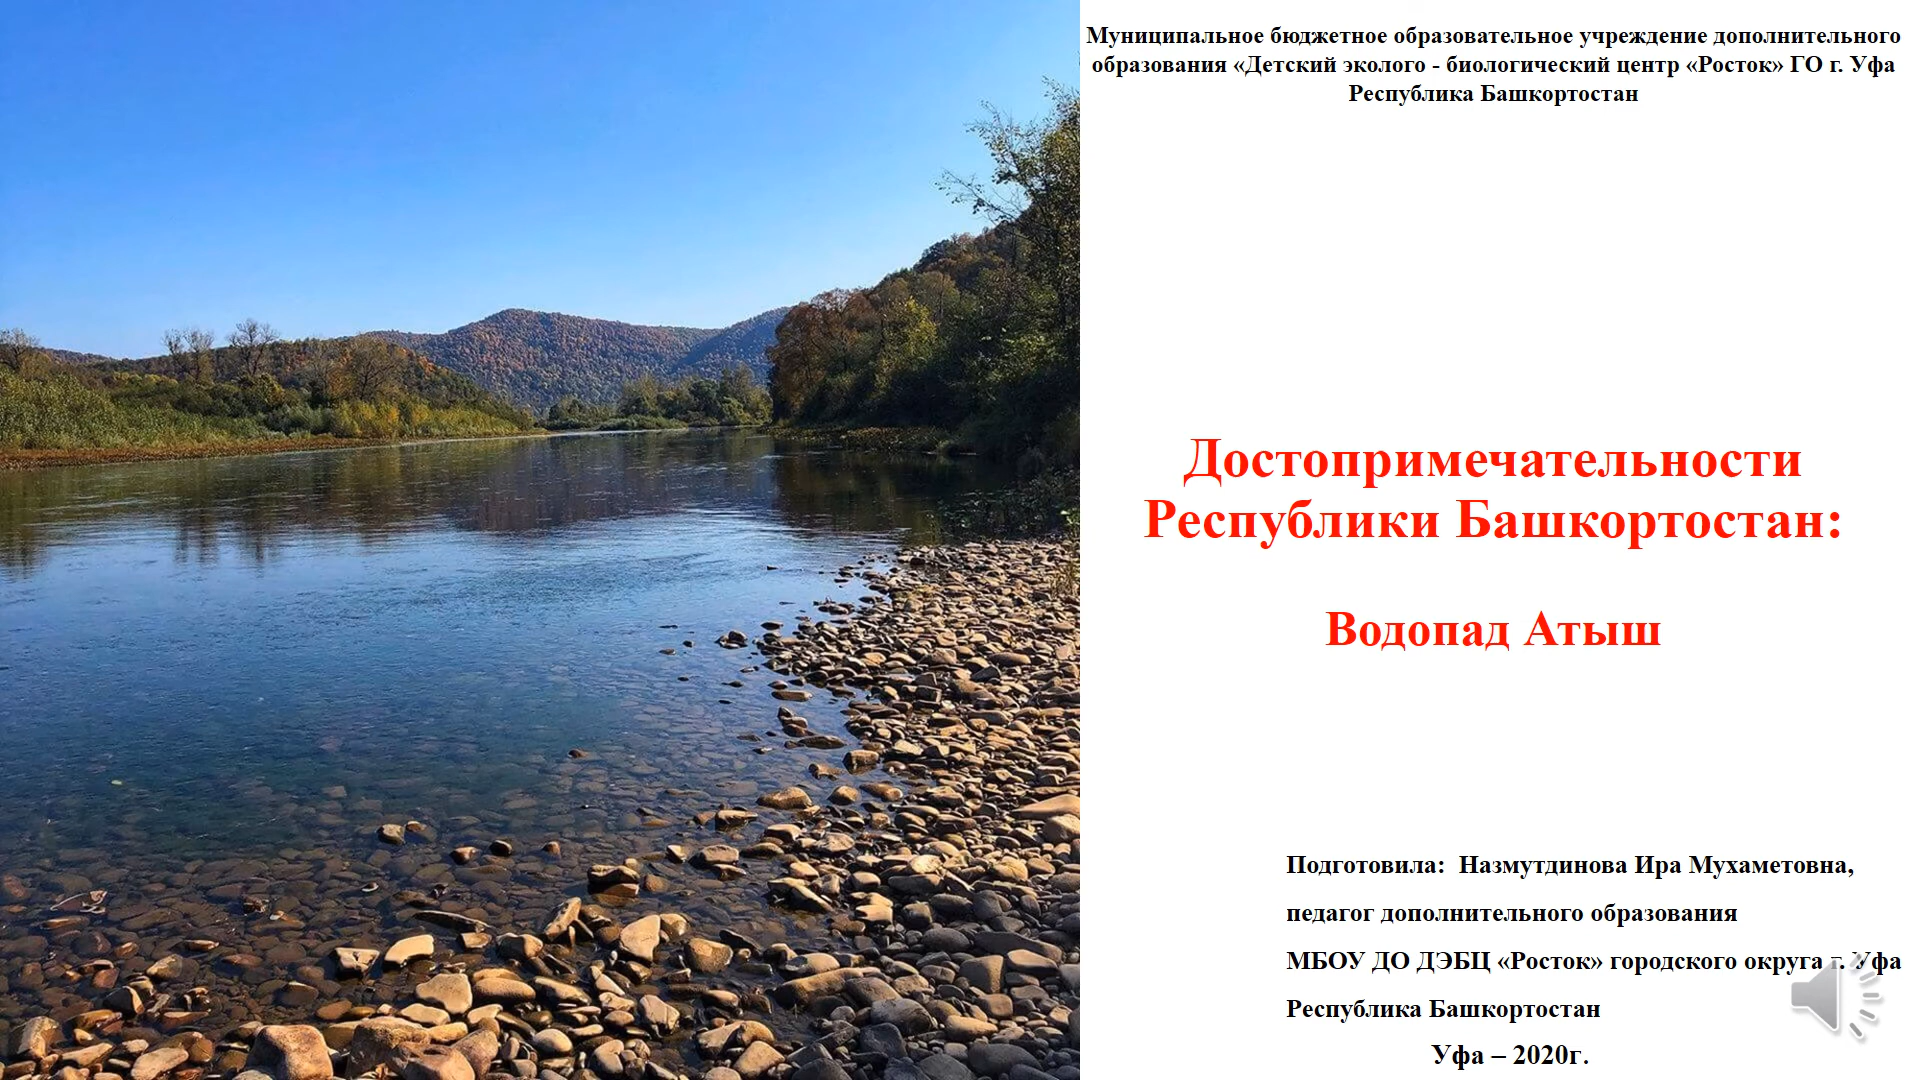 Муниципальное бюджетное образовательное учреждение дополнительного
образования «Детский эколого - биологический центр «Росток» ГО г. Уфа
Республика Башкортостан
Достопримечательности
Республики Башкортостан:
Водопад Атыш
Подготовила: Назмутдинова Ира Мухаметовна,
педагог дополнительного образования
МБОУ ДО ДЭБЦ «Росток» городского округа г. Уфа
Республика Башкортостан
Уфа – 2020г.